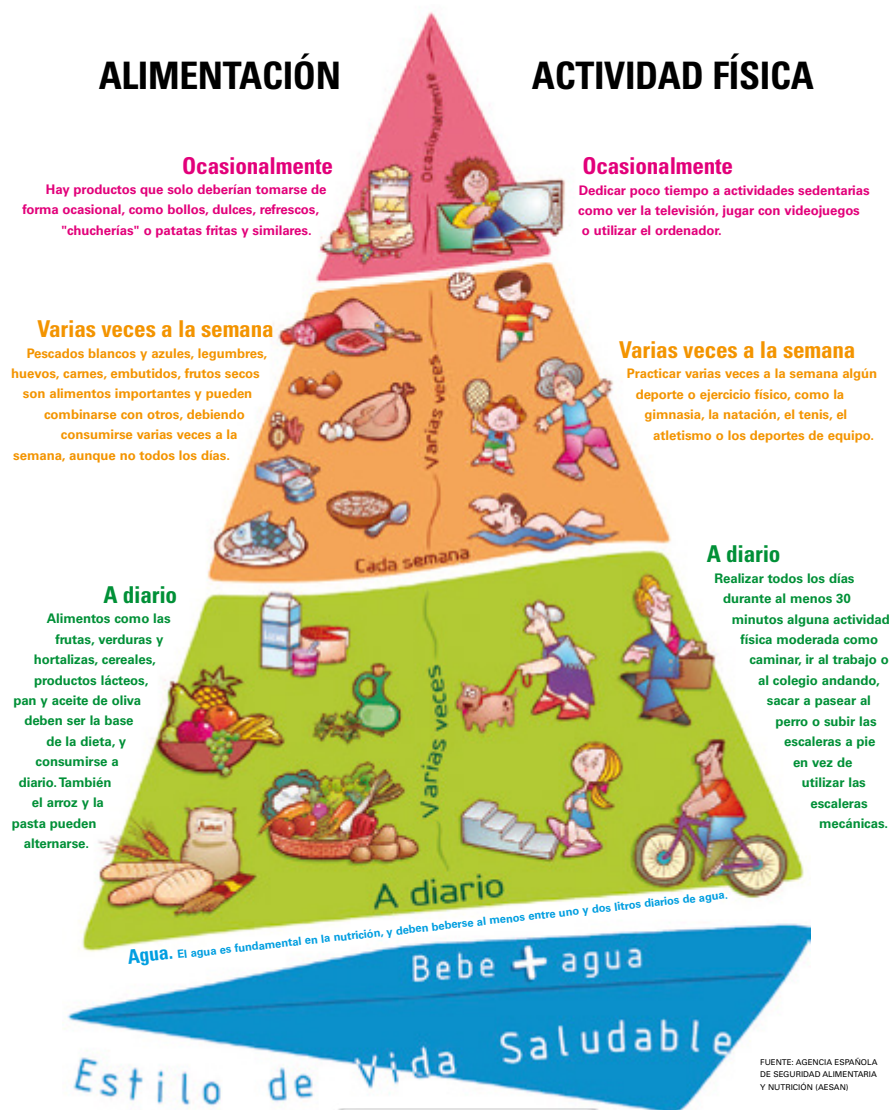 ALIMENTACIÓN
ACTIVIDAD FÍSICA
Ocasionalmente
Hay productos que solo deberían tomarse de
forma ocasional, como bollos, dulces, refrescos,
"chucherías" o patatas fritas y similares.
Ocasionalmente
Ocasionalmente
Dedicar poco tiempo a actividades sedentarias
como ver la televisión, jugar con videojuegos
o utilizar el ordenador.
Varias veces a la semana
Pescados blancos y azules, legumbres,
huevos, carnes, embutidos, frutos secos
son alimentos importantes y pueden
combinarse con otros, debiendo
consumirse varias veces a la
semana, aunque no todos los días.
Varias veces
Cada semana
Varias veces a la semana
Practicar varias veces a la semana algún
deporte o ejercicio físico, como la
gimnasia, la natación, el tenis, el
atletismo o los deportes de equipo.
A diario
Alimentos como las
frutas, verduras y
hortalizas, cereales,
productos lácteos,
pan y aceite de oliva
deben ser la base
de la dieta, y
consumirse a
diario. También
el arroz y la
pasta pueden
alternarse.
Varias veces
A diario
A diario
Realizar todos los días
durante al menos 30
minutos alguna actividad
física moderada como
caminar, ir al trabajo o
al colegio andando,
sacar a pasear al
perro o subir las
escaleras a pie
en vez de
utilizar las
escaleras
mecánicas.
Agua. El agua es fundamental en la nutrición, y deben beberse al menos entre uno y dos litros diarios de agua.
Bebe + agua
Estilo de Vida Saludable
FUENTE: AGENCIA ESPAÑOLA
DE SEGURIDAD ALIMENTARIA
Y NUTRICIÓN (AESAN)